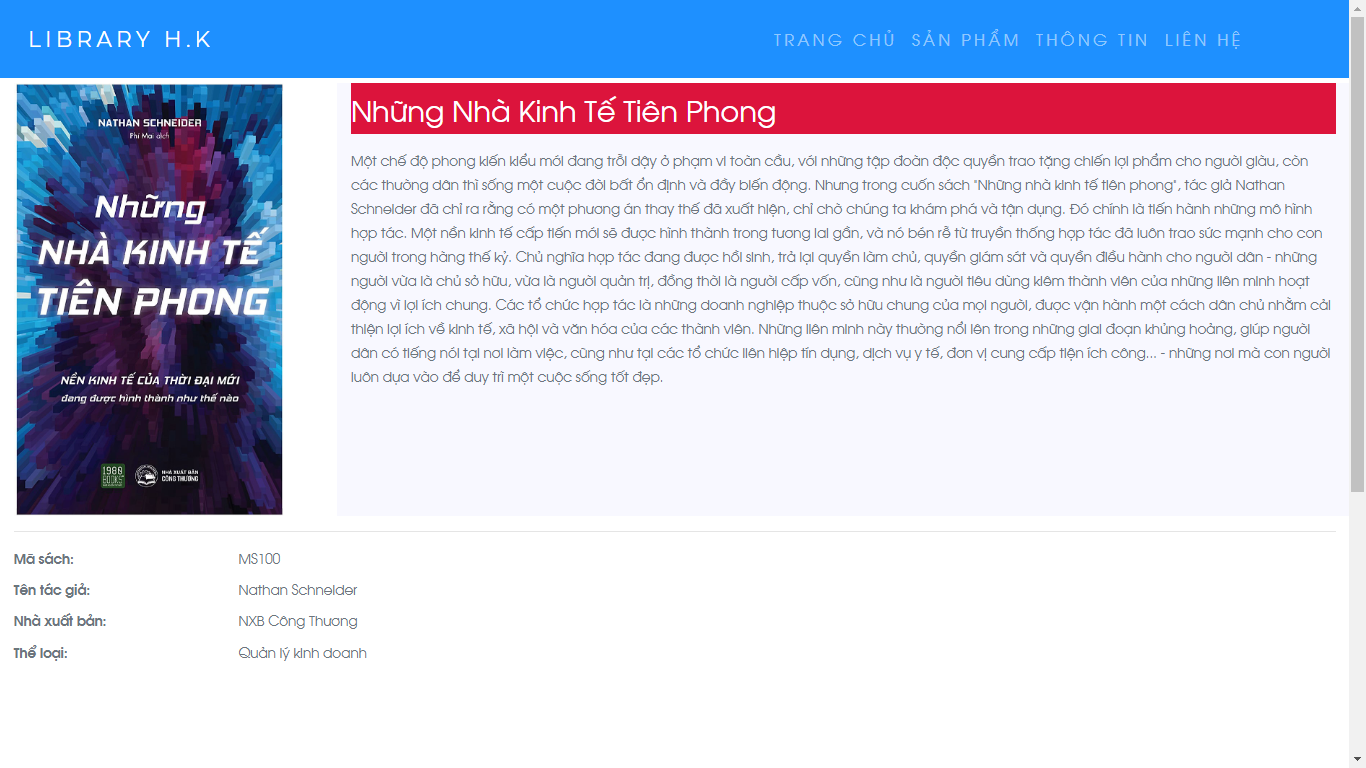 LIBRARY H.K
TRANG CHỦ SẢN PHẨM THÔNG TIN LIÊN HỆ
NATHAN SCHNEIDER
Phi Mai dịch
Những
NHÀ KINH TẾ
TIÊN PHONG
NỀN KINH TẾ CỦA THỜI ĐẠI MỚI
đang được hình thành như thế nào
1980
BOOKS
NHÀ XUẤT BẢN
CÔNG THƯƠNG
Những Nhà Kinh Tế Tiên Phong
Một chế độ phong kiến kiểu mới đang trỗi dậy ở phạm vi toàn cầu, với những tập đoàn độc quyền trao tặng chiến lợi phẩm cho người giàu, còn
các thường dân thì sống một cuộc đời bất ổn định và đầy biến động. Nhưng trong cuốn sách "Những nhà kinh tế tiên phong", tác giả Nathan
Schneider đã chỉ ra rằng có một phương án thay thế đã xuất hiện, chỉ chờ chúng ta khám phá và tận dụng. Đó chính là tiến hành những mô hình
hợp tác. Một nền kinh tế cấp tiến mới sẽ được hình thành trong tương lai gần, và nó bén rễ từ truyền thống hợp tác đã luôn trao sức mạnh cho con
người trong hàng thế kỷ. Chủ nghĩa hợp tác đang được hồi sinh, trả lại quyền làm chủ, quyền giám sát và quyền điều hành cho người dân - những
người vừa là chủ sở hữu, vừa là người quản trị, đồng thời là người cấp vốn, cũng như là người tiêu dùng kiêm thành viên của những liên minh hoạt
động vì lợi ích chung. Các tổ chức hợp tác là những doanh nghiệp thuộc sở hữu chung của mọi người, được vận hành một cách dân chủ nhằm cải
thiện lợi ích về kinh tế, xã hội và văn hóa của các thành viên. Những liên minh này thường nổi lên trong những giai đoạn khủng hoảng, giúp người
dân có tiếng nói tại nơi làm việc, cũng như tại các tổ chức liên hiệp tín dụng, dịch vụ y tế, đơn vị cung cấp tiện ích công... - những nơi mà con người
luôn dựa vào để duy trì một cuộc sống tốt đẹp.
Mã sách: MS100
Tên tác giả: Nathan Schneider
Nhà xuất bản: NXB Công Thương
Thể loại: Quản lý kinh doanh